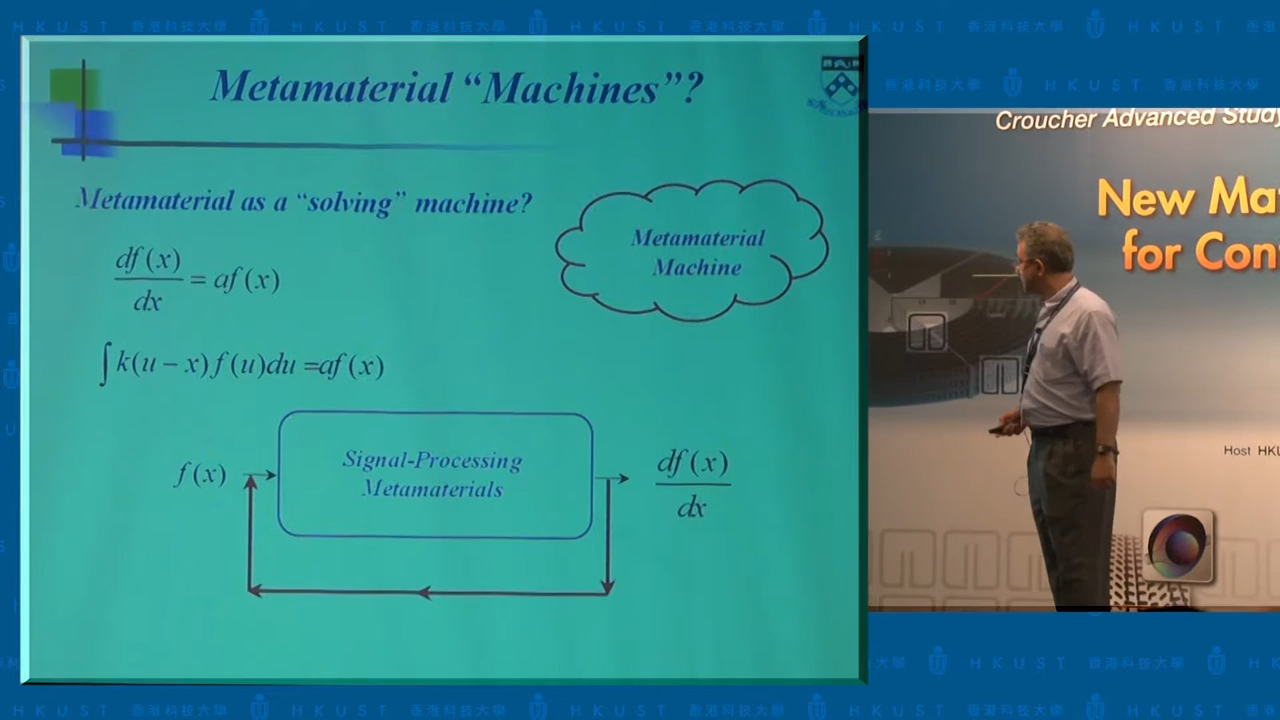 Metamaterial “Machines”?
Metamaterial as a “solving” machine?
Metamaterial
Machine
df(x)/dx = af(x)
∫k(u − x)f(u)du =af(x)
f(x)
Signal-Processing
Metamaterials
df(x)/dx
Croucher Advanced Study
New Ma
for Con
Host HKU
HKUST 香港科技大學